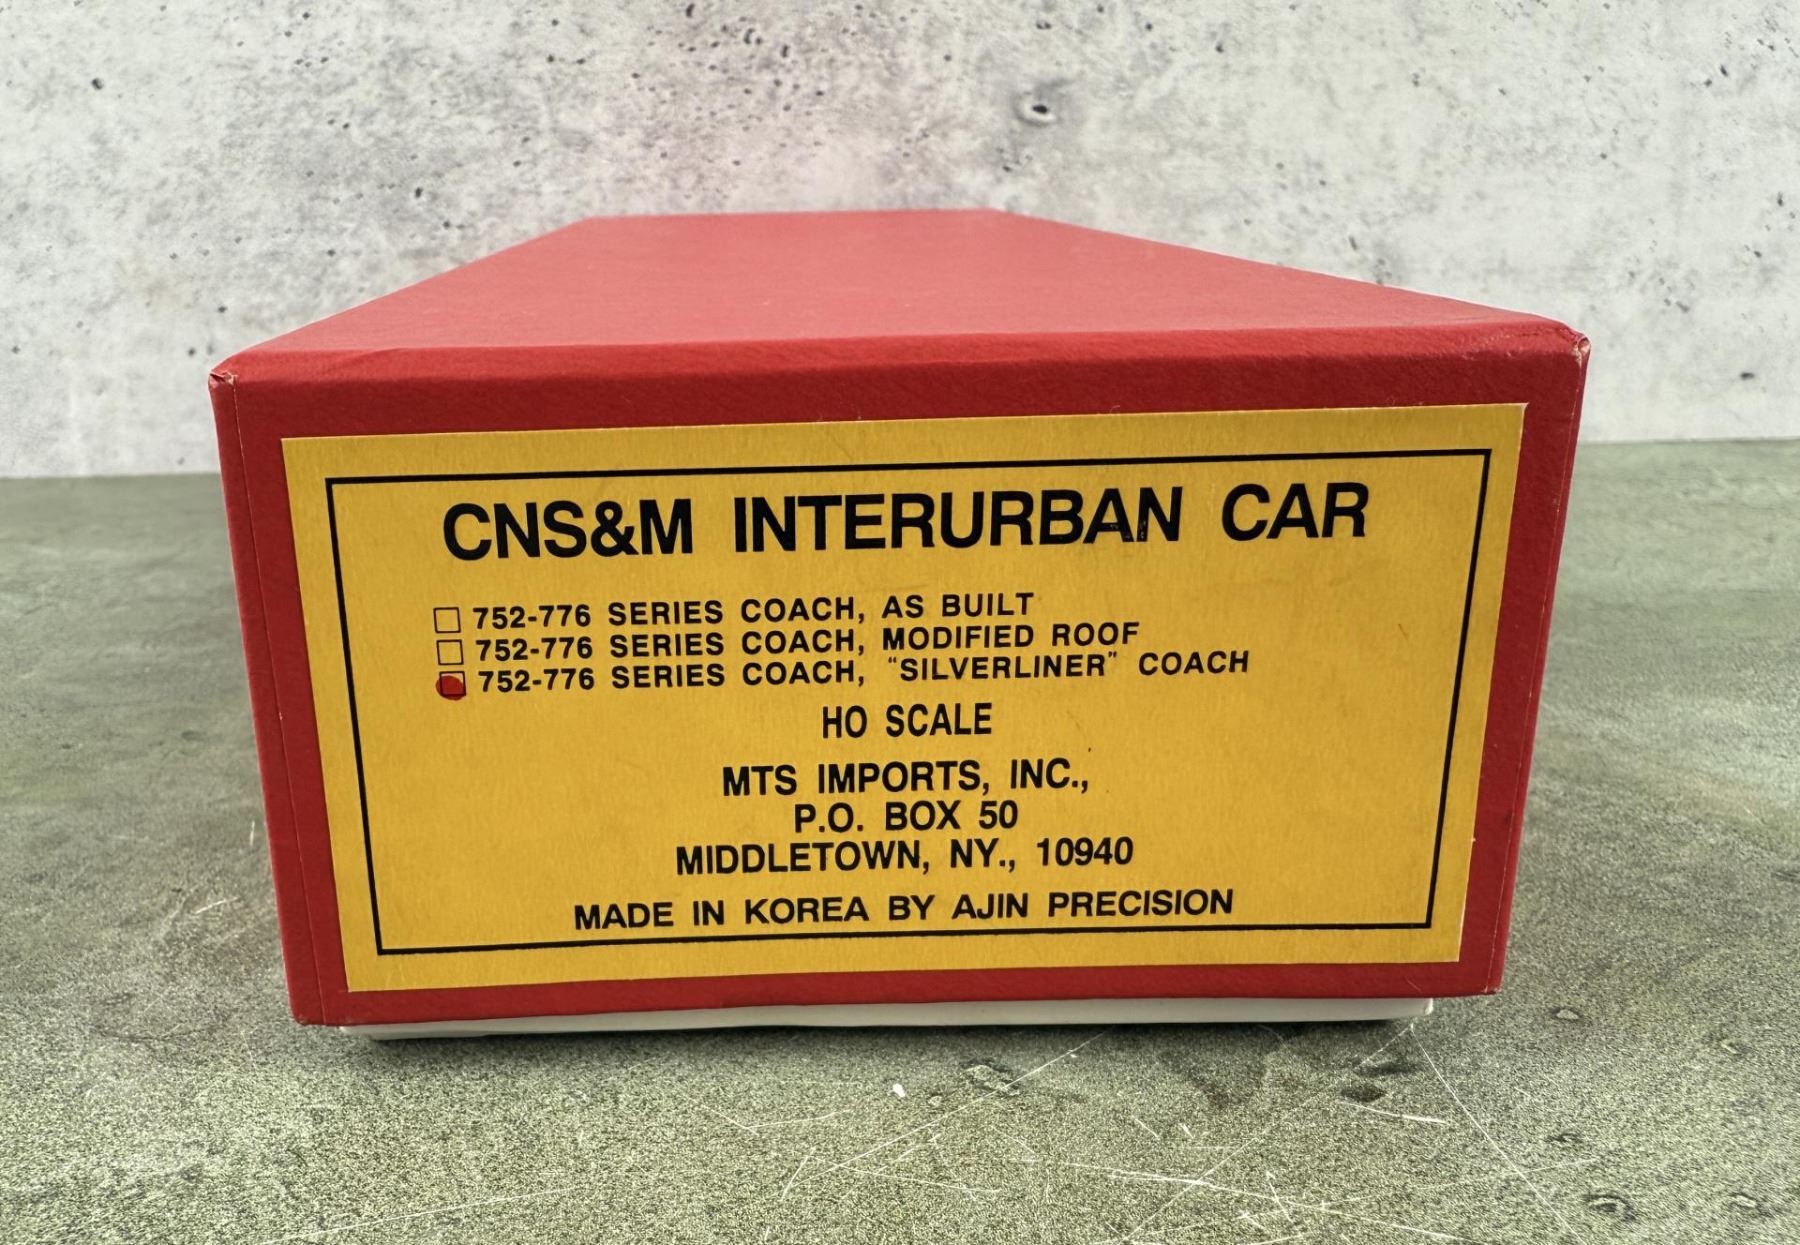 CNS&M INTERURBAN CAR
752-776 SERIES COACH, AS BUILT
752-776 SERIES COACH, MODIFIED ROOF
752-776 SERIES COACH, "SILVERLINER" COACH
HO SCALE
MTS IMPORTS, INC.,
P.O. BOX 50
MIDDLETOWN, NY., 10940
MADE IN KOREA BY AJIN PRECISION